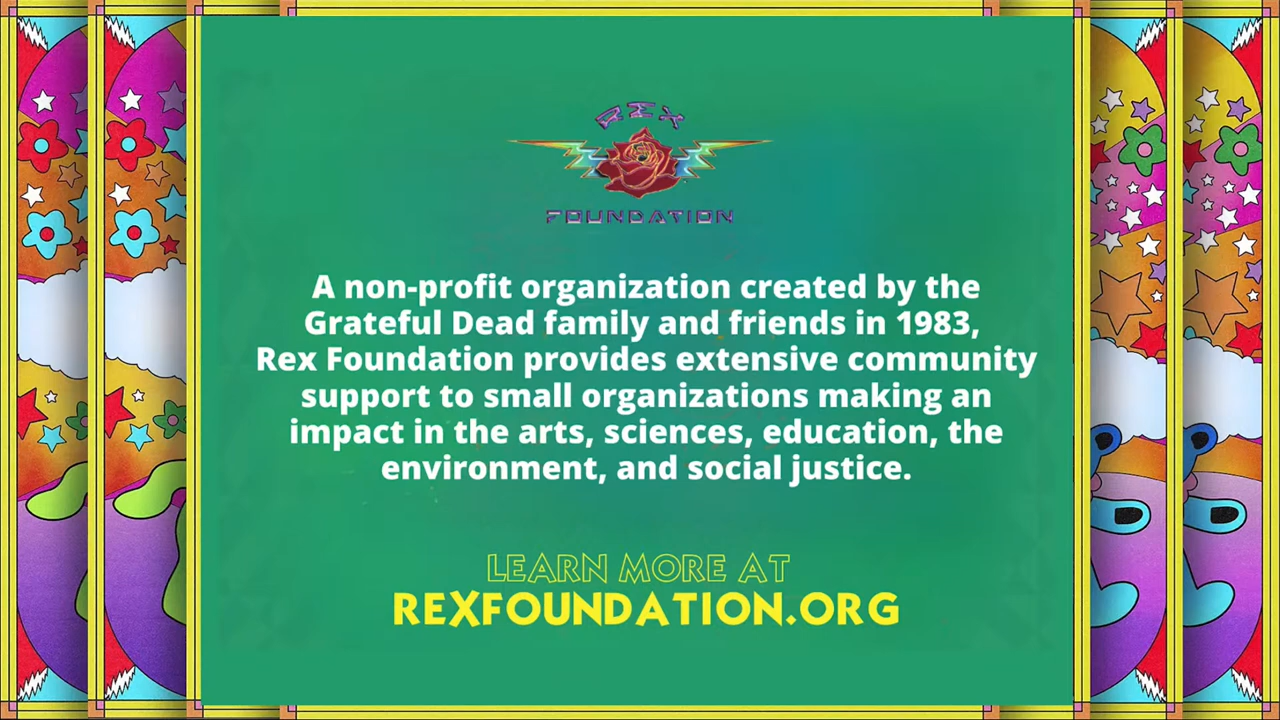 REX
FOUNDATION
A non-profit organization created by the
Grateful Dead family and friends in 1983,
Rex Foundation provides extensive community
support to small organizations making an
impact in the arts, sciences, education, the
environment, and social justice.
LEARN MORE AT
REXFOUNDATION.ORG